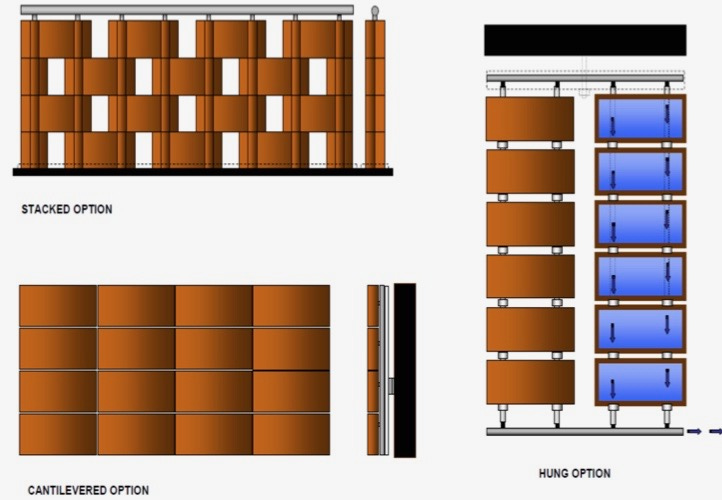 STACKED OPTION
CANTILEVERED OPTION
HUNG OPTION